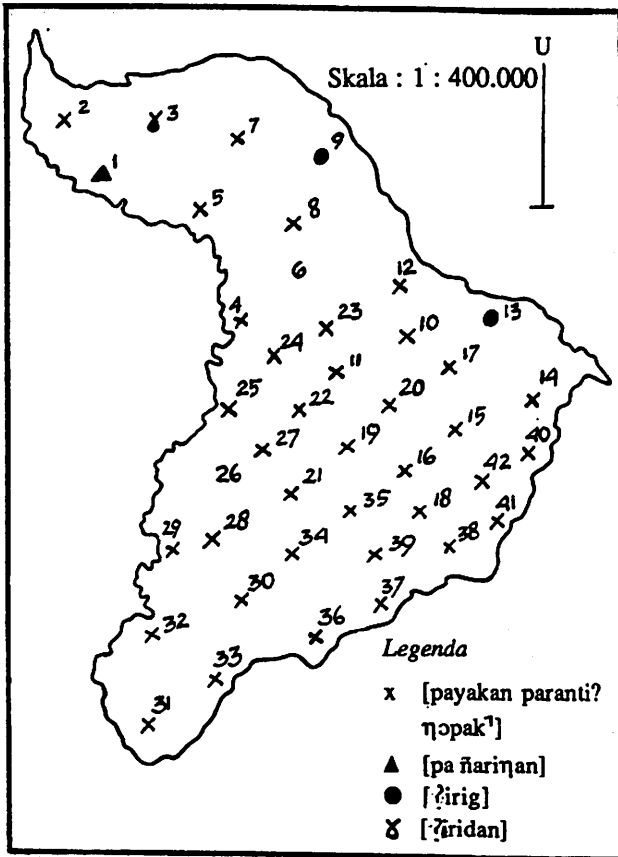 U
Skala : 1 : 400.000
2 3 7 9
1
5 8
6 12
4 23 10 13
24 11 17
25 22 20 14
27 19 15 40
26 21 16 42
35 18 41
29 28 34 39 38
30 37
32 36
33
31
Legenda
x [payakan paranti?
ηɔpak˺]
▲ [pa ñariηan]
● [ʔirig]
ɣ [ʔiridan]